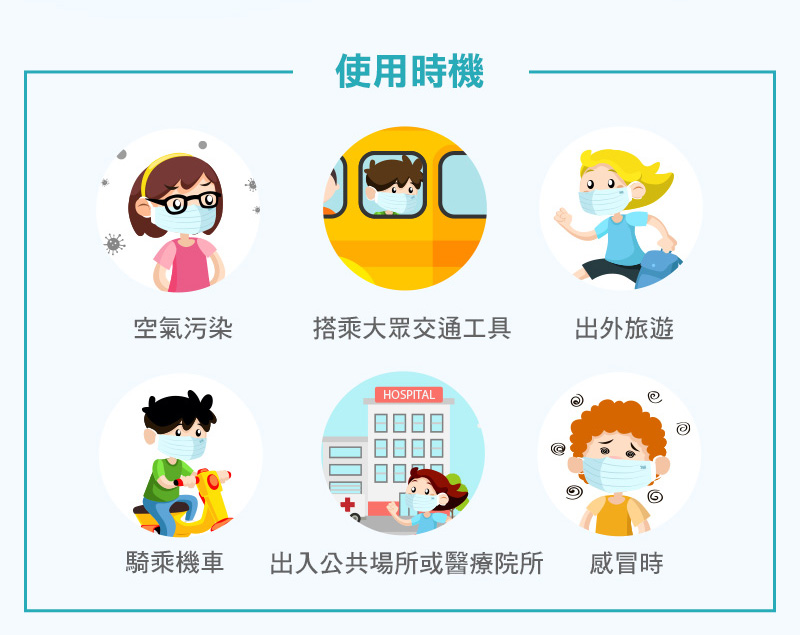 使用時機
空氣污染
搭乘大眾交通工具
出外旅遊
HOSPITAL
騎乘機車
出入公共場所或醫療院所
感冒時